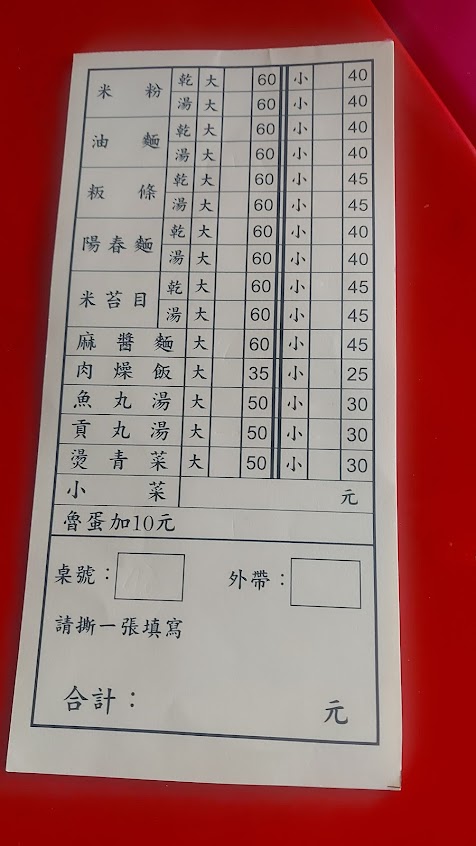 米粉 乾 大 60 小 40
湯 大 60 小 40
油麵 乾 大 60 小 40
湯 大 60 小 40
粄條 乾 大 60 小 45
湯 大 60 小 45
陽春麵 乾 大 60 小 40
湯 大 60 小 40
米苔目 乾 大 60 小 45
湯 大 60 小 45
麻醬麵 大 60 小 45
肉燥飯 大 35 小 25
魚丸湯 大 50 小 30
貢丸湯 大 50 小 30
燙青菜 大 50 小 30
小菜 元
魯蛋加10元
桌號： 外帶：
請撕一張填寫
合計： 元